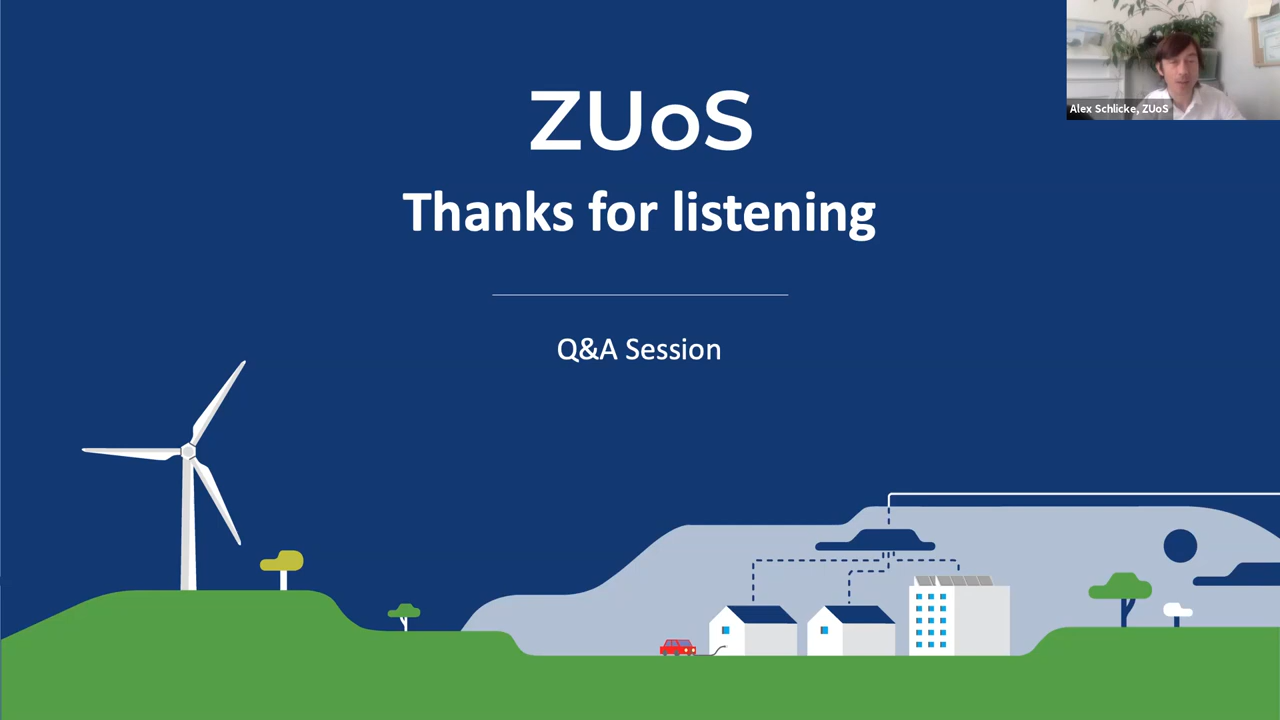 ZUoS
Thanks for listening
Q&A Session
Alex Schlicke, ZUoS